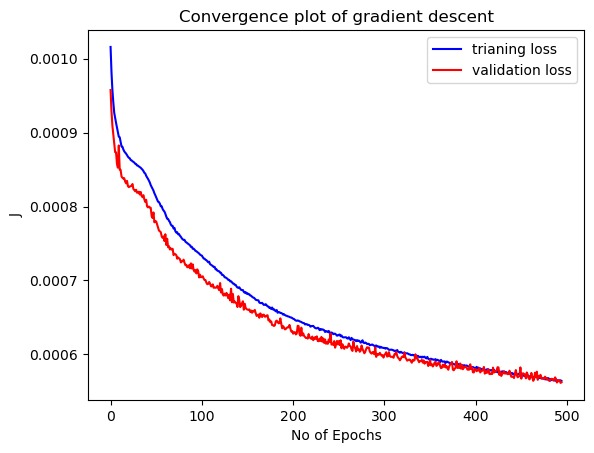 Convergence plot of gradient descent
trianing loss
validation loss
0.0010
0.0009
0.0008
0.0007
0.0006
J
0
100
200
300
400
500
No of Epochs